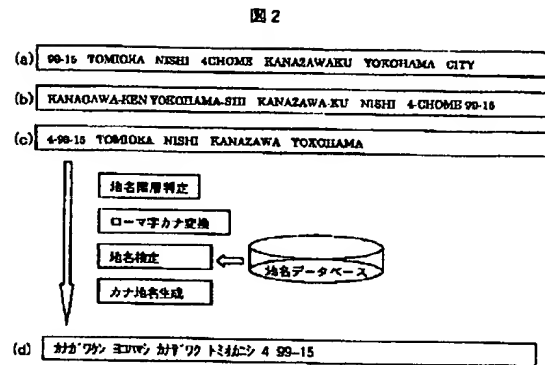 図2
(a) 99-15 TOMIOKA NISHI 4CHOME KANAZAWAKU YOKOHAMA CITY
(b) KANAGAWA-KEN YOKOHAMA-SHI KANAZAWA-KU NISHI 4-CHOME 99-15
(c) 4-99-15 TOMIOKA NISHI KANAZAWA YOKOHAMA
地名階層判定
ローマ字カナ変換
地名検定
地名データベース
カナ地名生成
(d) ｶﾅｶﾞﾜｹﾝ ﾖｺﾊﾏｼ ｶﾅｻﾞﾜｸ ﾄﾐｵｶﾆｼ 4 99-15